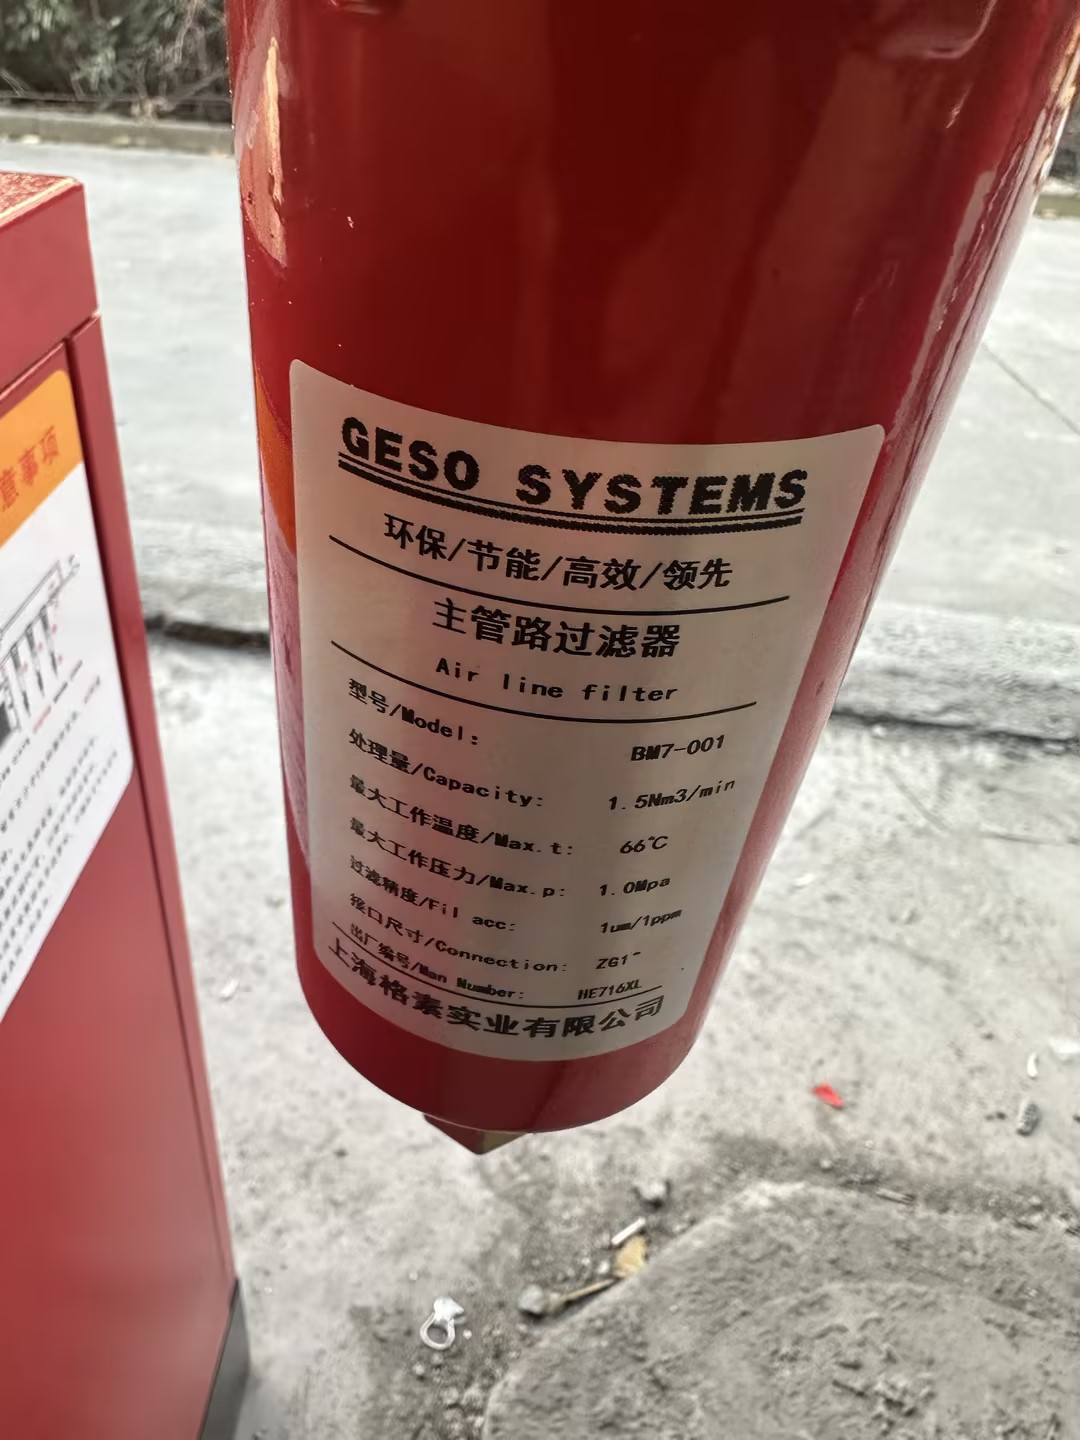 GESO SYSTEMS
环保/节能/高效/领先
主管路过滤器
Air line filter
型号/Model: BM7-001
处理量/Capacity: 1.5Nm3/min
最大工作温度/Max.t: 66℃
最大工作压力/Max.p: 1.0Mpa
过滤精度/Fil acc: 1um/1ppm
接口尺寸/Connection: ZG1"
出厂编号/Man Number: HE716XL
上海格素实业有限公司
意事项